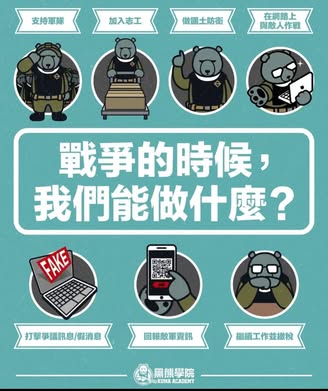 支持軍隊
加入志工
做國土防衛
在網路上
與敵人作戰
戰爭的時候，
我們能做什麼？
FAKE
打擊爭議訊息/假消息
回報敵軍資訊
繼續工作並繳稅
黑熊學院
KUMA ACADEMY